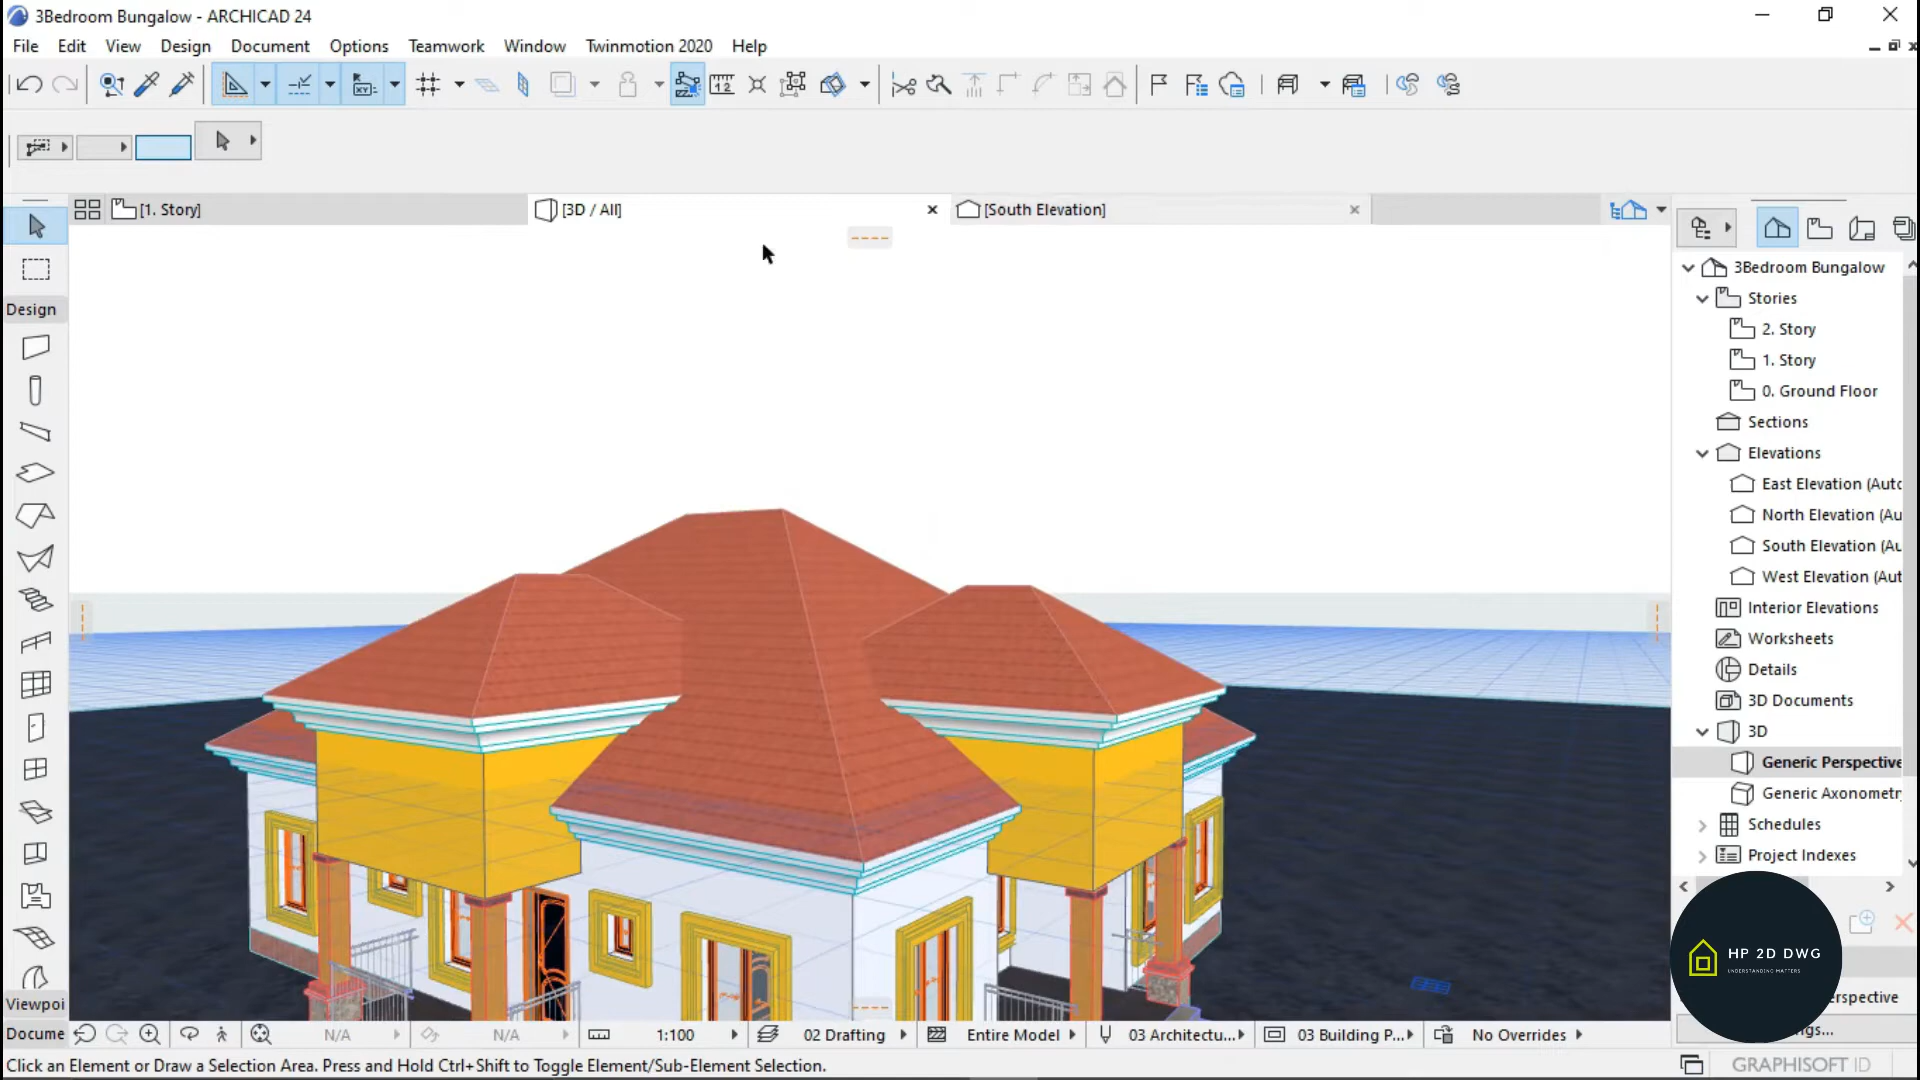 3Bedroom Bungalow - ARCHICAD 24
File Edit View Design Document Options Teamwork Window Twinmotion 2020 Help
[1. Story]
[3D / All]
[South Elevation]
Design
3Bedroom Bungalow
Stories
2. Story
1. Story
0. Ground Floor
Sections
Elevations
East Elevation (Auto
North Elevation (Au
South Elevation (Au
West Elevation (Aut
Interior Elevations
Worksheets
Details
3D Documents
3D
Generic Perspective
Generic Axonometr
Schedules
Project Indexes
HP 2D DWG
UNDERSTANDING MATTERS
erspective
Viewpoi
Docume
N/A
N/A
1:100
02 Drafting
Entire Model
03 Architectu...
03 Building P...
No Overrides
Click an Element or Draw a Selection Area. Press and Hold Ctrl+Shift to Toggle Element/Sub-Element Selection.
GRAPHISOFT ID